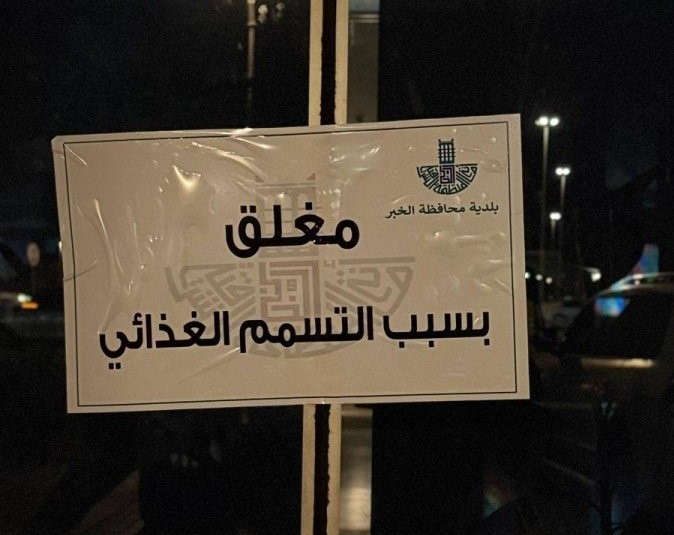 بلدية محافظة الخبر
مغلق
بسبب التسمم الغذائي